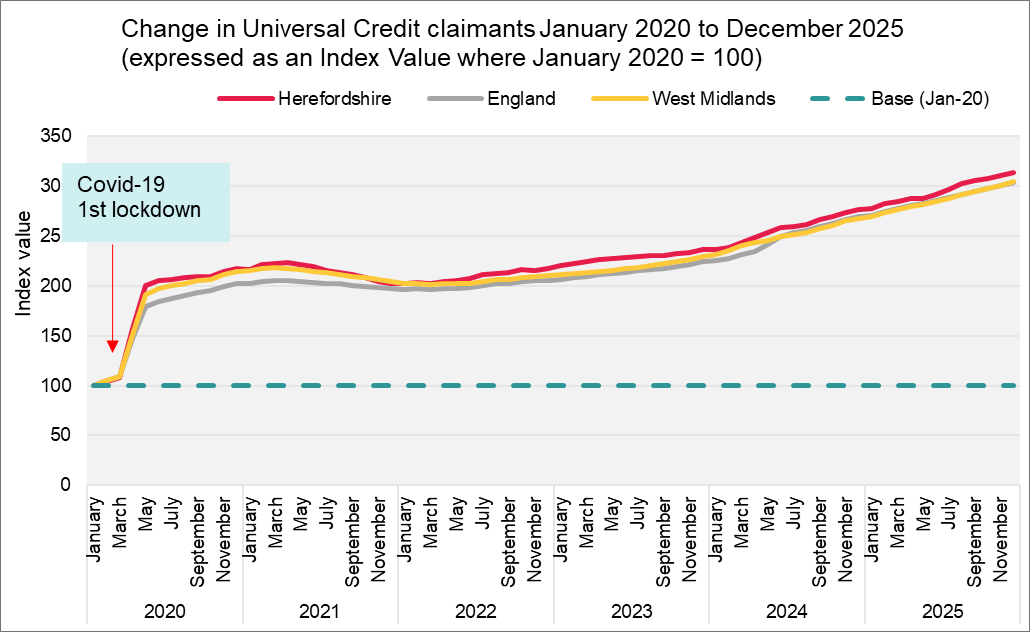 Change in Universal Credit claimants January 2020 to December 2025
(expressed as an Index Value where January 2020 = 100)
Herefordshire England West Midlands Base (Jan-20)
350
Covid-19
1st lockdown
30
25
200
150
100
50
0
Index value
January March May July September November January March May July September November January March May July September November January March May July September November January March May July September November January March May July September November
2020 2021 2022 2023 2024 2025